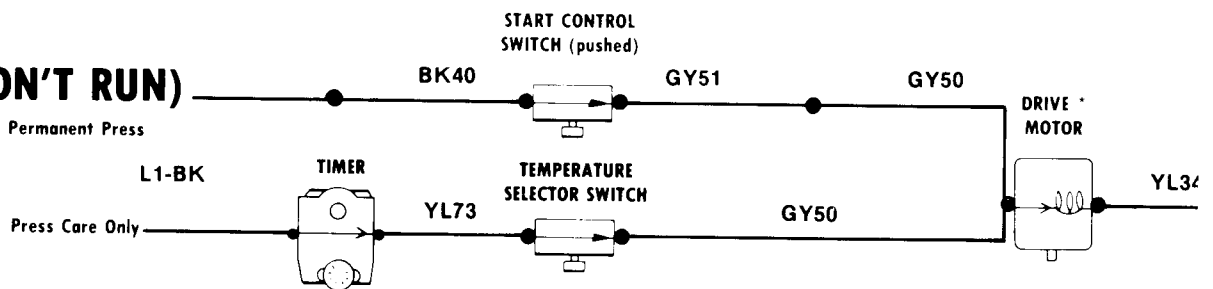 START CONTROL
SWITCH (pushed)
ON'T RUN)
BK40
GY51
GY50
Permanent Press
DRIVE *
MOTOR
L1-BK
TIMER
TEMPERATURE
SELECTOR SWITCH
YL34
Press Care Only
YL73
GY50